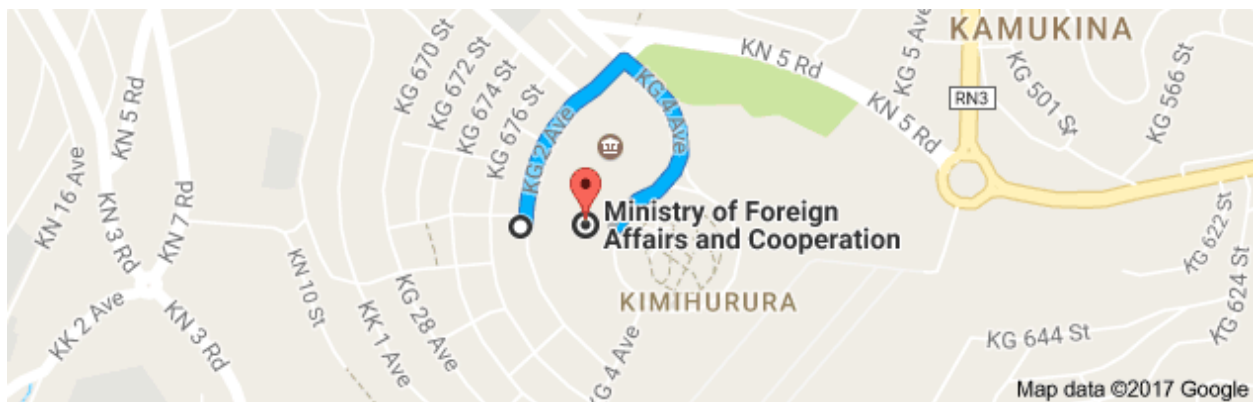 KAMUKINA
KN 5 Rd
KG 5 Ave
KG 566 St
KG 670 St
KG 672 St
KG 674 St
KG 676 St
KG 4 Ave
KN 5 Rd
RN3
KG 501 St
KN 5 Rd
KG 2 Ave
KN 16 Ave
KN 3 Rd
KN 7 Rd
Ministry of Foreign
Affairs and Cooperation
KG 622 St
KG 624 St
KIMIHURURA
KN 10 St
KG 28 Ave
KK 1 Ave
KK 2 Ave
KN 3 Rd
KG 4 Ave
KG 644 St
Map data ©2017 Google